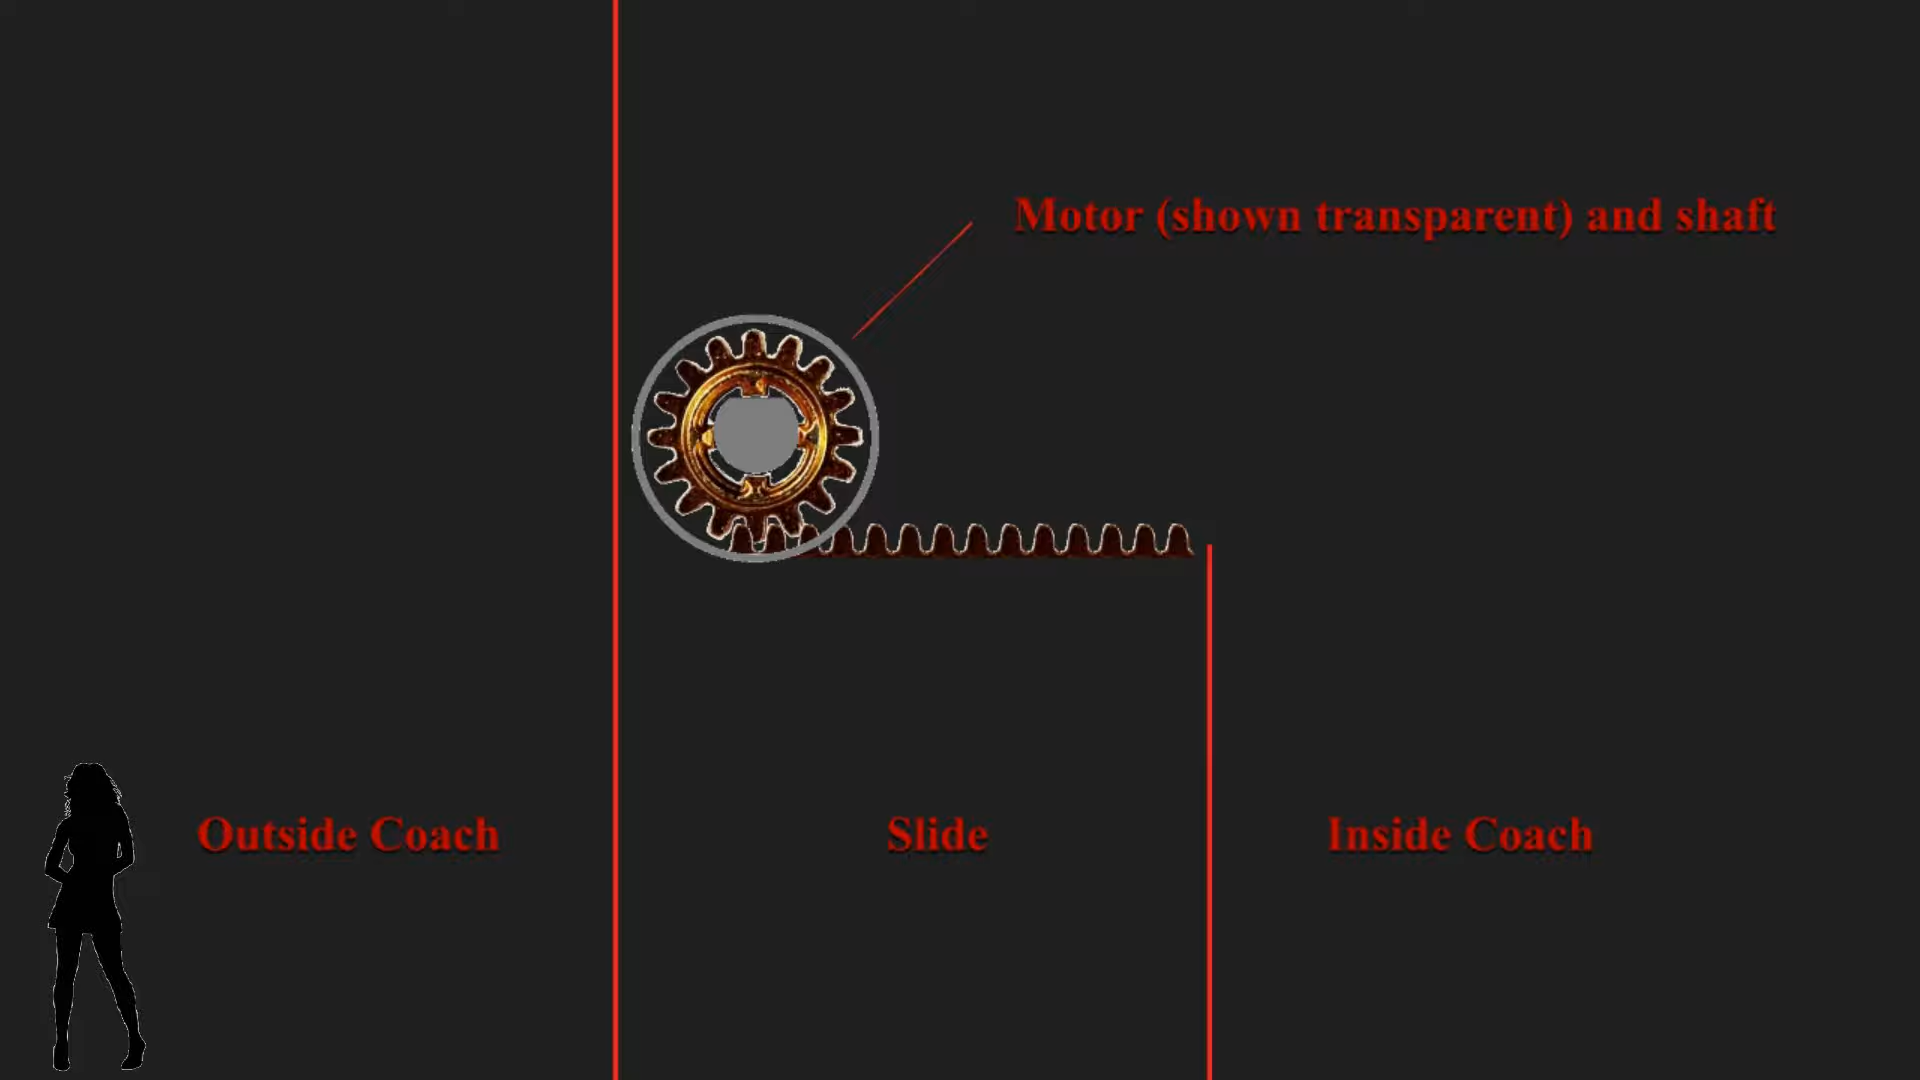 Motor (shown transparent) and shaft
Outside Coach
Slide
Inside Coach